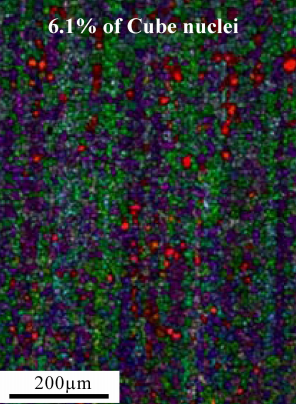 6.1% of Cube nuclei
200μm